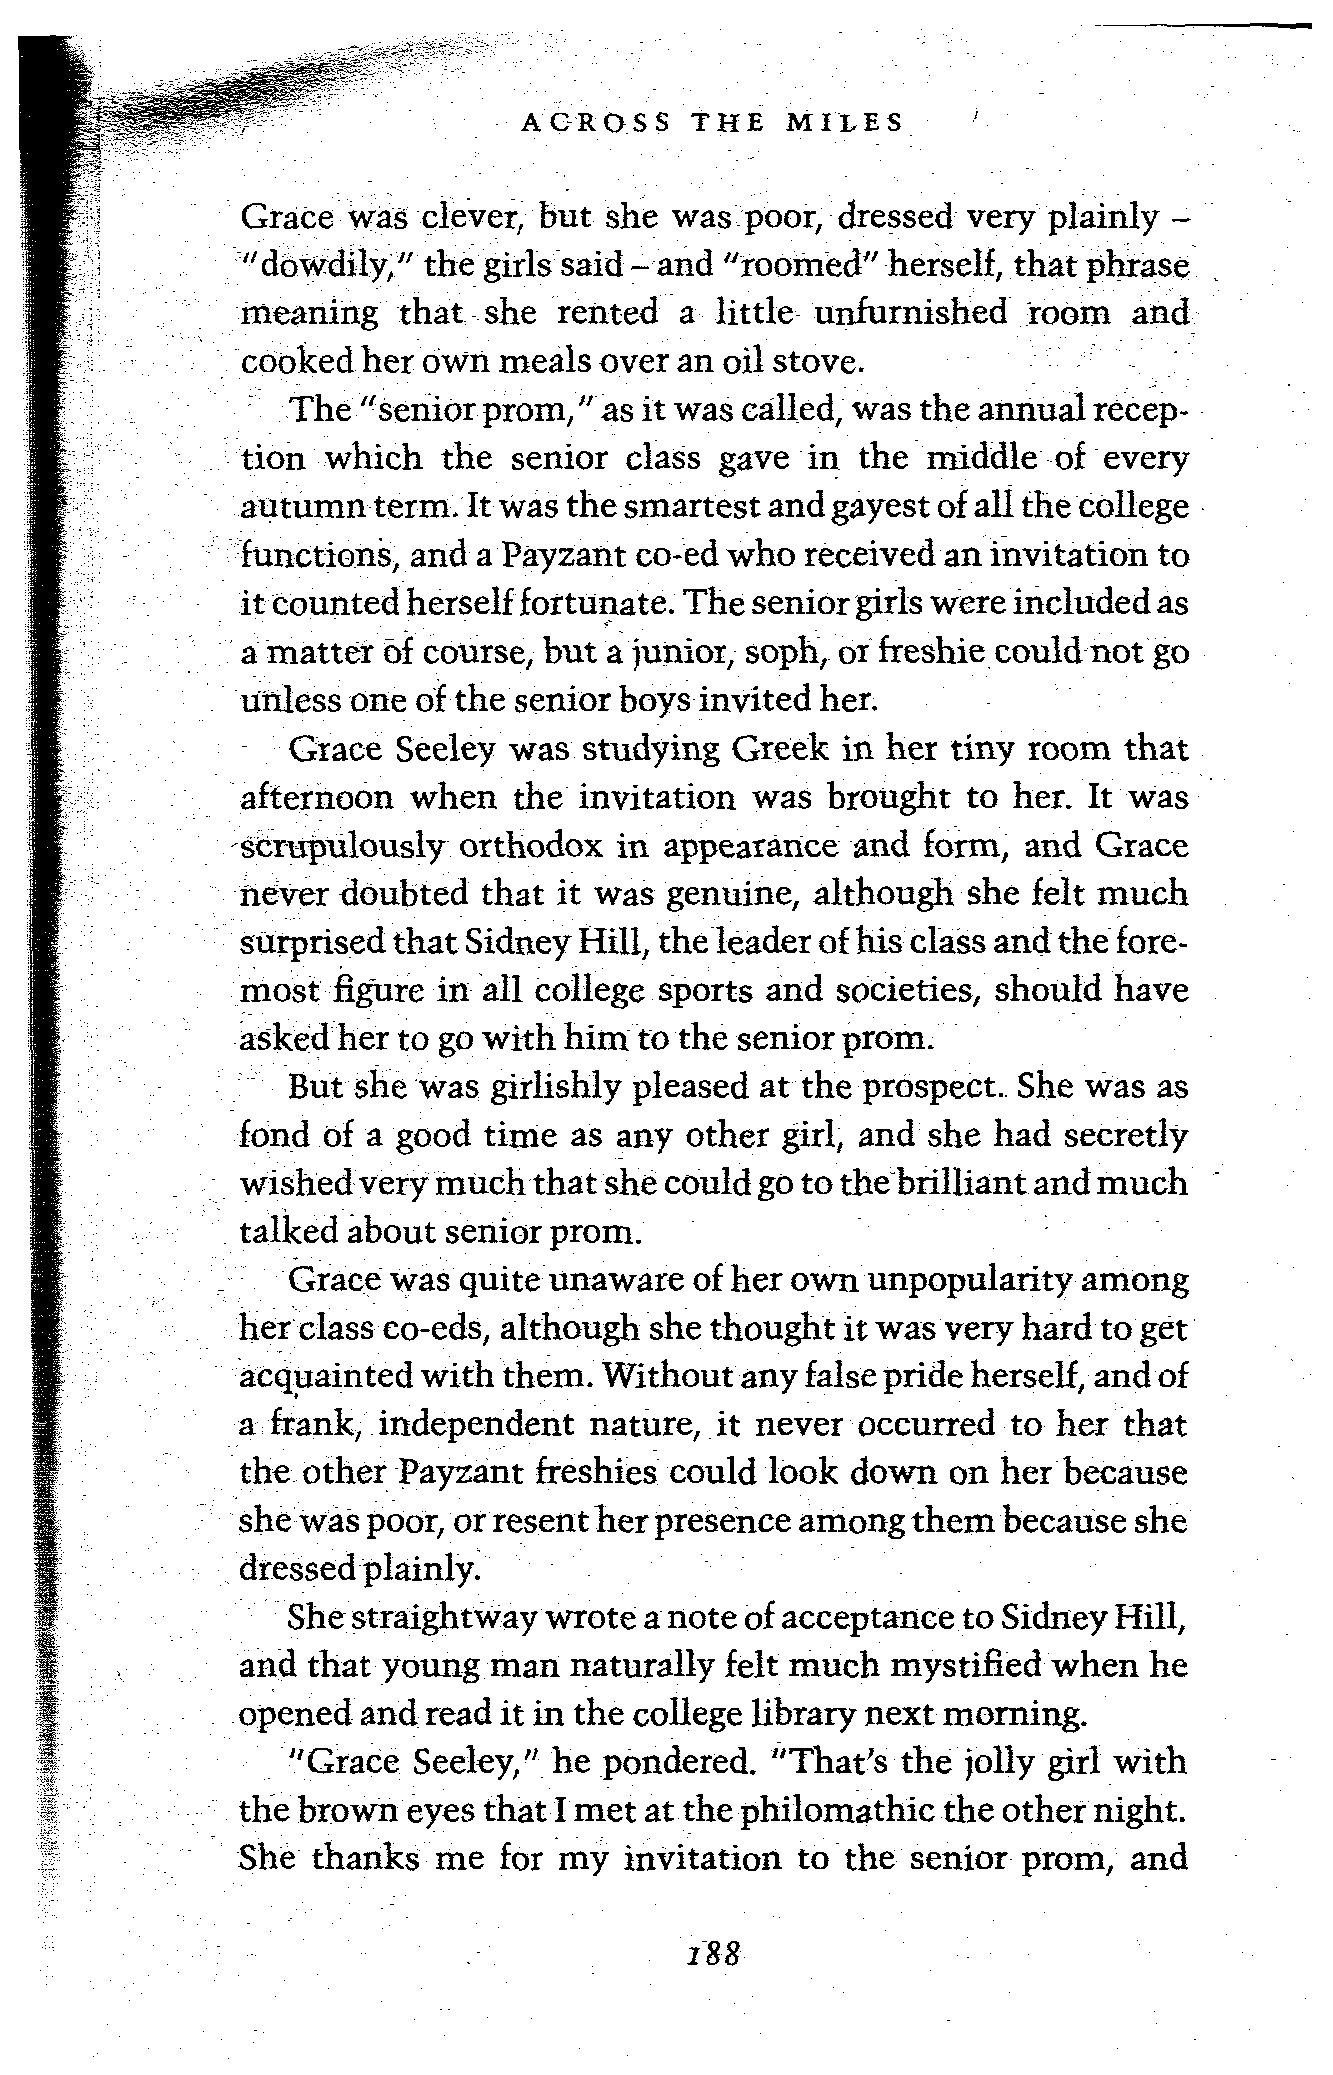 ACROSS THE MILES
Grace was clever, but she was poor, dressed very plainly –
"dowdily," the girls said – and "roomed" herself, that phrase
meaning that she rented a little unfurnished room and
cooked her own meals over an oil stove.
The "senior prom," as it was called, was the annual recep-
tion which the senior class gave in the middle of every
autumn term. It was the smartest and gayest of all the college
functions, and a Payzant co-ed who received an invitation to
it counted herself fortunate. The senior girls were included as
a matter of course, but a junior, soph, or freshie could not go
unless one of the senior boys invited her.
Grace Seeley was studying Greek in her tiny room that
afternoon when the invitation was brought to her. It was
scrupulously orthodox in appearance and form, and Grace
never doubted that it was genuine, although she felt much
surprised that Sidney Hill, the leader of his class and the fore-
most figure in all college sports and societies, should have
asked her to go with him to the senior prom.
But she was girlishly pleased at the prospect. She was as
fond of a good time as any other girl, and she had secretly
wished very much that she could go to the brilliant and much
talked about senior prom.
Grace was quite unaware of her own unpopularity among
her class co-eds, although she thought it was very hard to get
acquainted with them. Without any false pride herself, and of
a frank, independent nature, it never occurred to her that
the other Payzant freshies could look down on her because
she was poor, or resent her presence among them because she
dressed plainly.
She straightway wrote a note of acceptance to Sidney Hill,
and that young man naturally felt much mystified when he
opened and read it in the college library next morning.
"Grace Seeley," he pondered. "That's the jolly girl with
the brown eyes that I met at the philomathic the other night.
She thanks me for my invitation to the senior prom, and
188